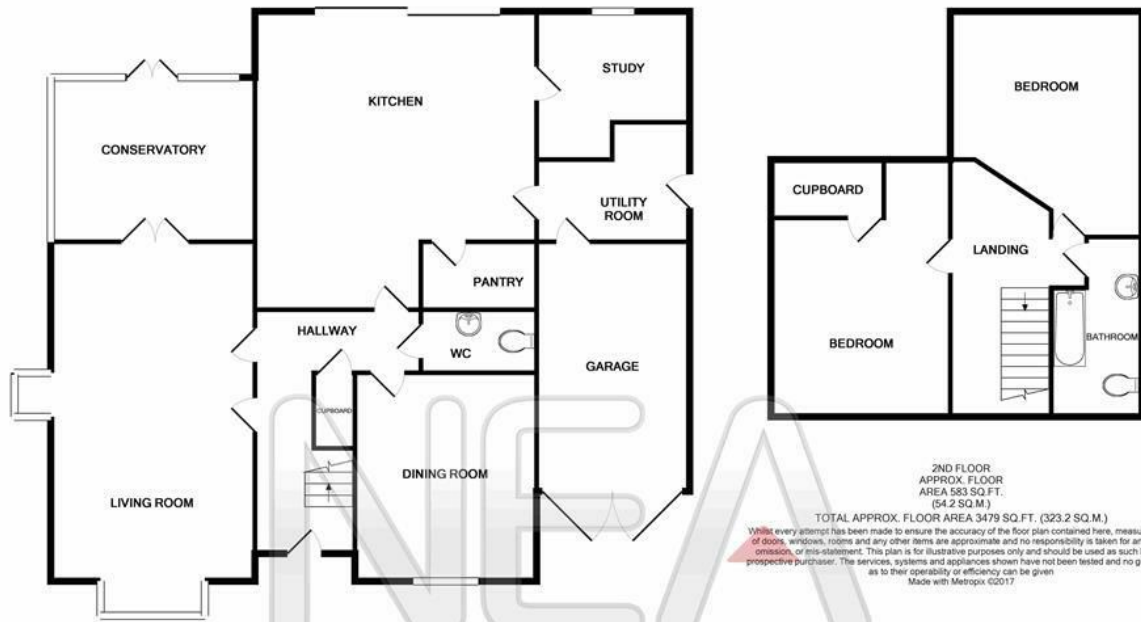 STUDY
KITCHEN
CONSERVATORY
UTILITY
ROOM
PANTRY
HALLWAY
WC
GARAGE
CUPBOARD
DINING ROOM
LIVING ROOM
BEDROOM
CUPBOARD
LANDING
BEDROOM
BATHROOM
NEA
2ND FLOOR
APPROX. FLOOR
AREA 583 SQ.FT.
(54.2 SQ.M.)
TOTAL APPROX. FLOOR AREA 3479 SQ.FT. (323.2 SQ.M.)
Whilst every attempt has been made to ensure the accuracy of the floor plan contained here, measu
of doors, windows, rooms and any other items are approximate and no responsibility is taken for an
omission, or mis-statement. This plan is for illustrative purposes only and should be used as such
prospective purchaser. The services, systems and appliances shown have not been tested and no g
as to their operability or efficiency can be given
Made with Metropix ©2017